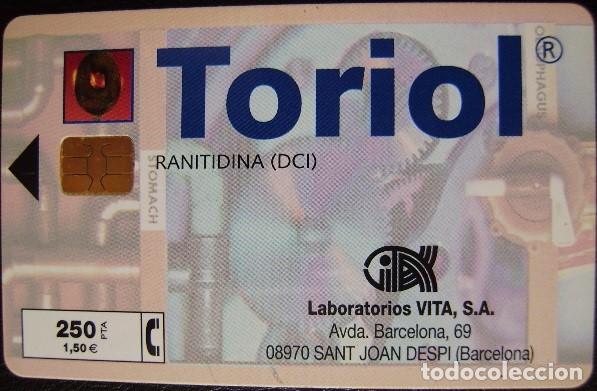 Toriol®
OESOPHAGUS
RANITIDINA (DCI)
STOMACH
VITA
Laboratorios VITA, S.A.
Avda. Barcelona, 69
08970 SANT JOAN DESPI (Barcelona)
250 PTA
1,50 €
todocoleccion